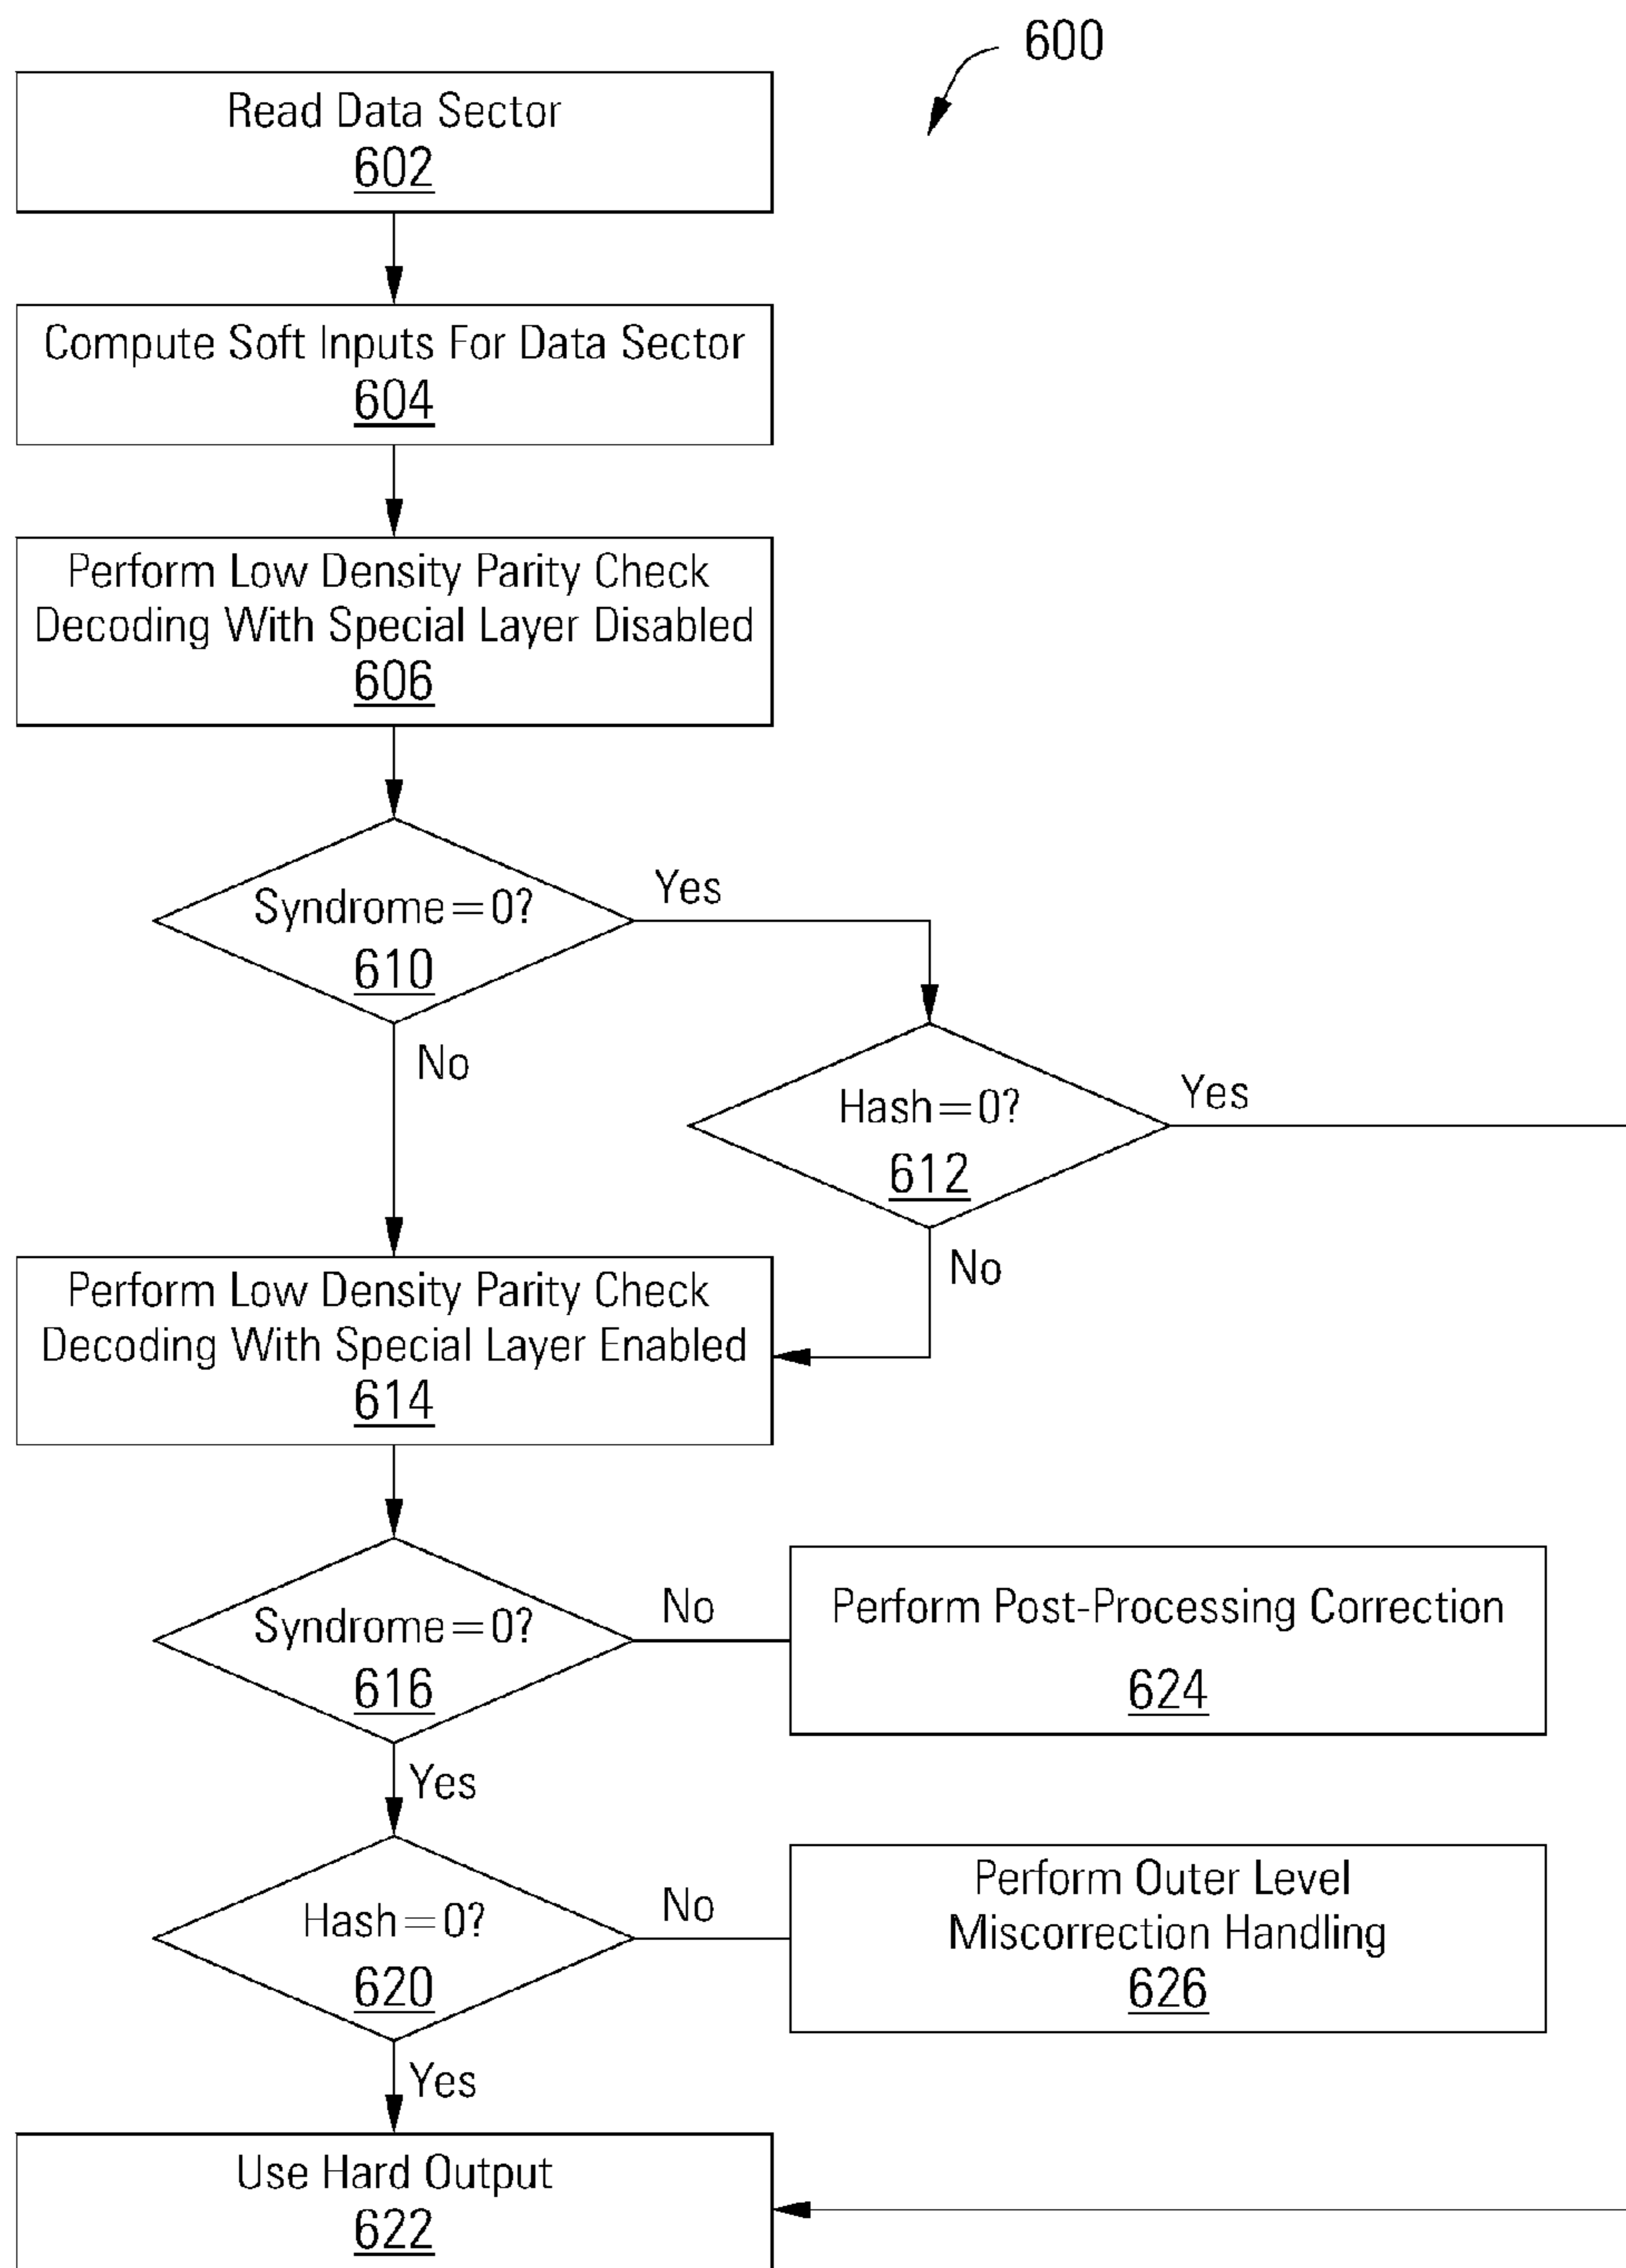 600
Read Data Sector
602
Compute Soft Inputs For Data Sector
604
Perform Low Density Parity Check
Decoding With Special Layer Disabled
606
Syndrome=0?
610
Yes
No
Hash=0?
612
Yes
No
Perform Low Density Parity Check
Decoding With Special Layer Enabled
614
Syndrome=0?
616
No
Yes
Perform Post-Processing Correction
624
Hash=0?
620
No
Yes
Perform Outer Level
Miscorrection Handling
626
Use Hard Output
622